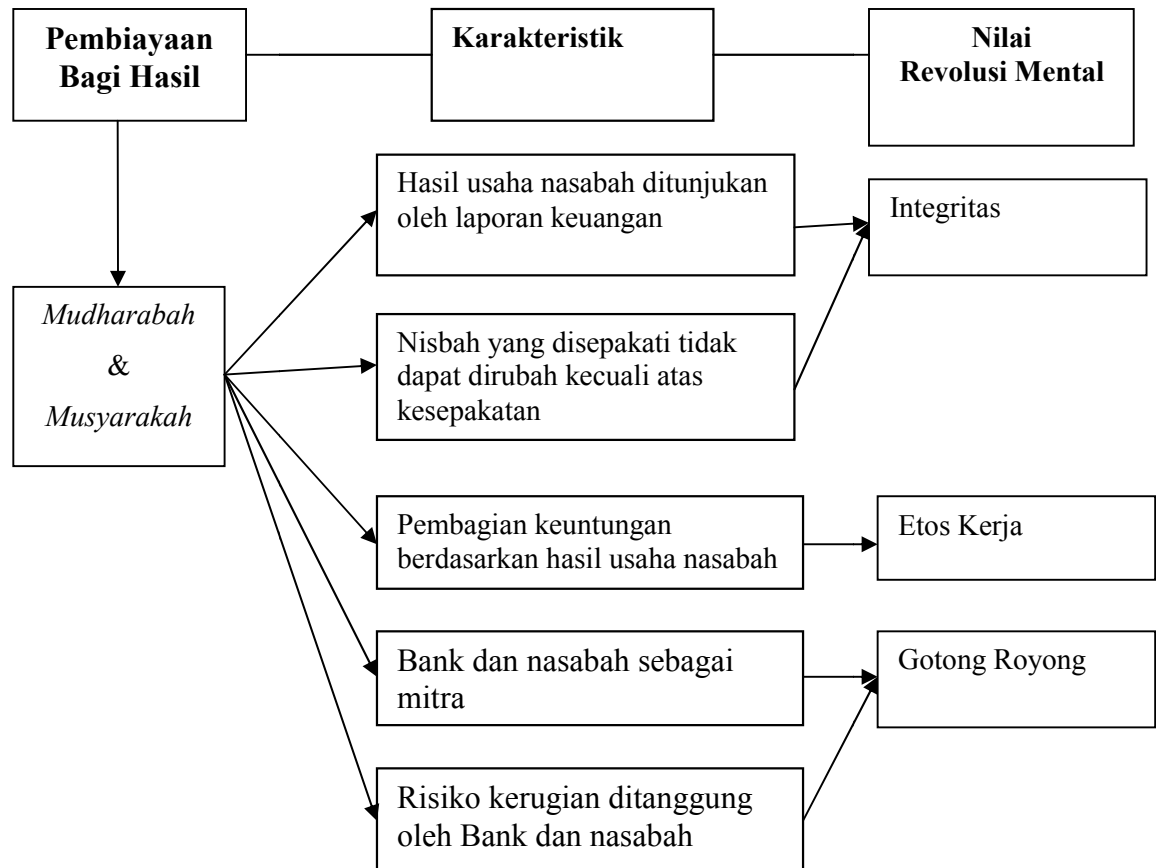 Pembiayaan
Bagi Hasil
Karakteristik
Nilai
Revolusi Mental
Hasil usaha nasabah ditunjukan
oleh laporan keuangan
Integritas
Mudharabah
&
Musyarakah
Nisbah yang disepakati tidak
dapat dirubah kecuali atas
kesepakatan
Pembagian keuntungan
berdasarkan hasil usaha nasabah
Etos Kerja
Bank dan nasabah sebagai
mitra
Gotong Royong
Risiko kerugian ditanggung
oleh Bank dan nasabah